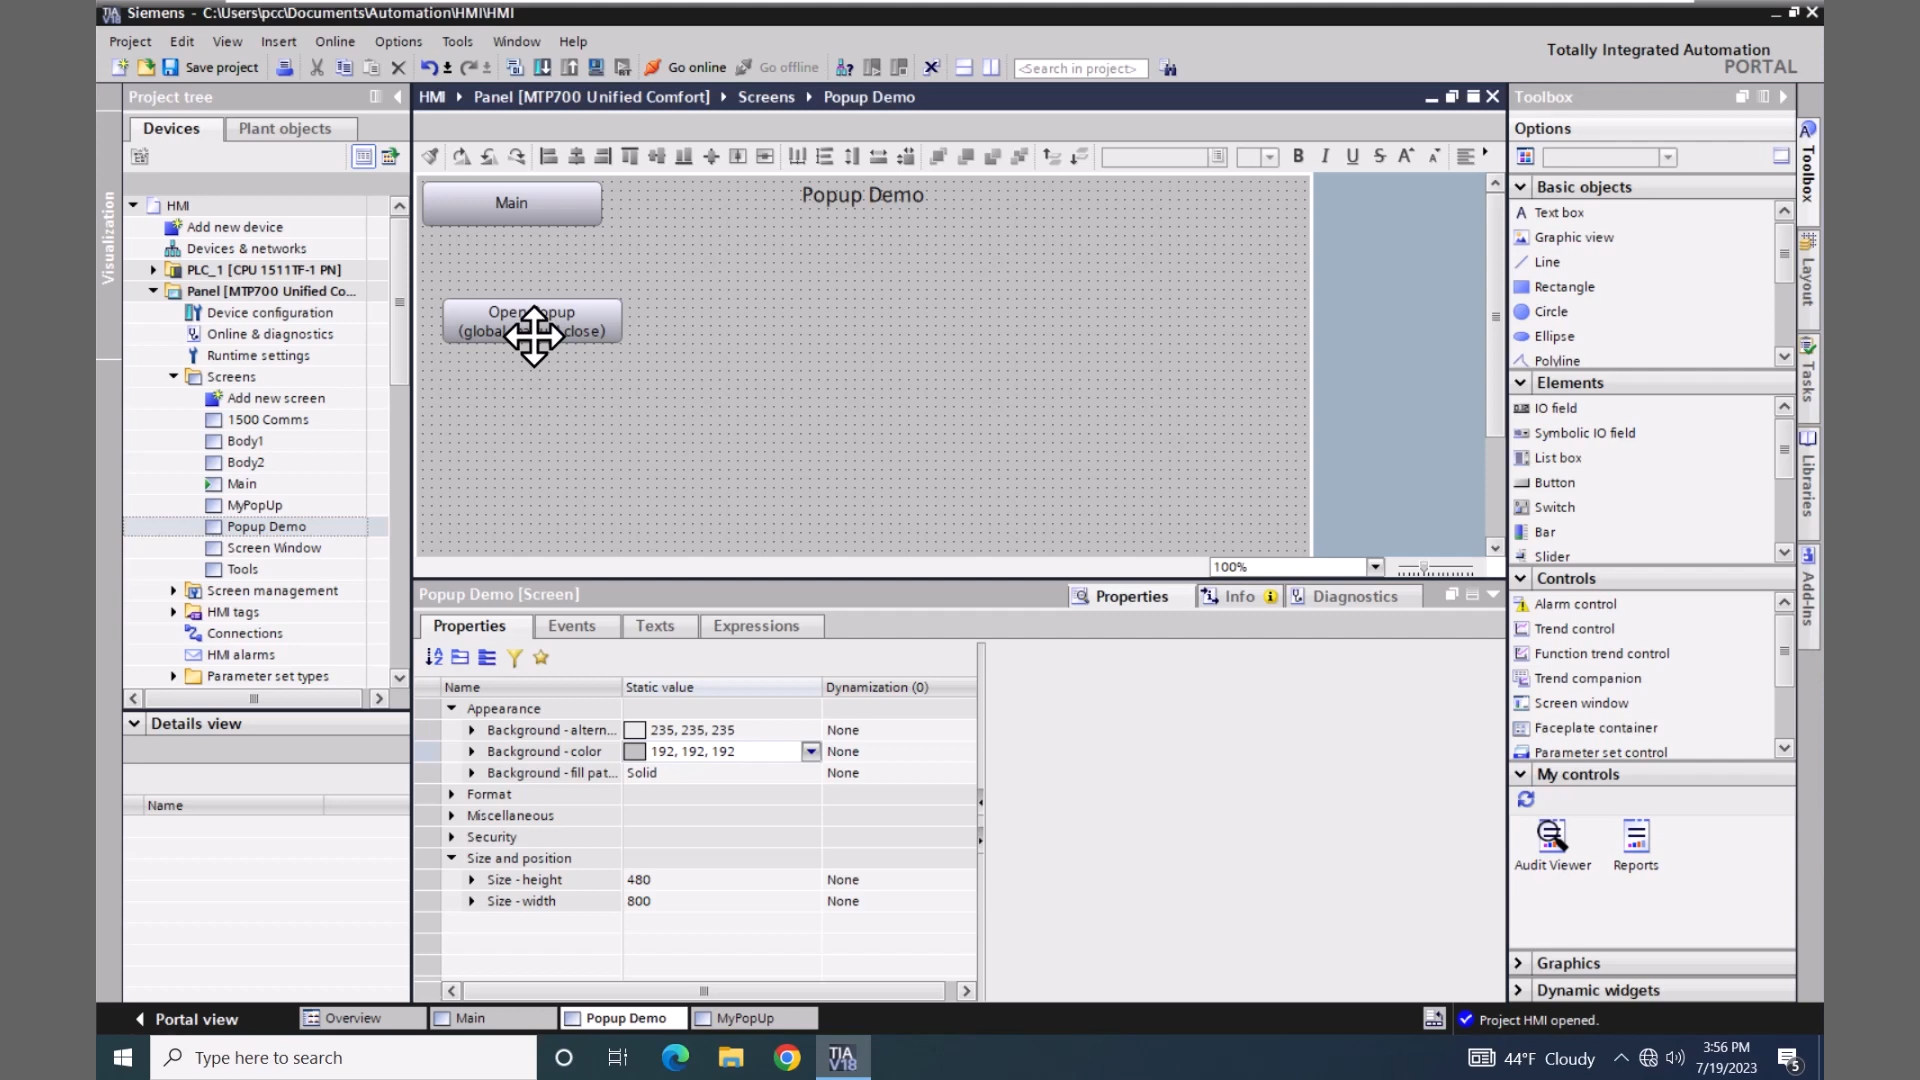 Siemens - C:\Users\pcc\Documents\Automation\HMI\HMI
Project Edit View Insert Online Options Tools Window Help
Totally Integrated Automation
PORTAL
Save project
Go online
Go offline
<Search in project>
Project tree
HMI Panel [MTP700 Unified Comfort] Screens Popup Demo
Toolbox
Devices
Plant objects
Options
Visualization
HMI
Add new device
Devices & networks
PLC_1 [CPU 1511TF-1 PN]
Panel [MTP700 Unified Co...
Device configuration
Online & diagnostics
Runtime settings
Screens
Add new screen
1500 Comms
Body1
Body2
Main
MyPopUp
Popup Demo
Screen Window
Tools
Screen management
HMI tags
Connections
HMI alarms
Parameter set types
Details view
Name
B I U S A A
Main
Popup Demo
Open
(global close)
100%
Popup Demo [Screen]
Properties
Info
Diagnostics
Properties Events Texts Expressions
Name Static value Dynamization (0)
Appearance
Background - altern... 235, 235, 235 None
Background - color 192, 192, 192 None
Background - fill pat... Solid None
Format
Miscellaneous
Security
Size and position
Size - height 480 None
Size - width 800 None
Basic objects
Text box
Graphic view
Line
Rectangle
Circle
Ellipse
Polyline
Elements
IO field
Symbolic IO field
List box
Button
Switch
Bar
Slider
Controls
Alarm control
Trend control
Function trend control
Trend companion
Screen window
Faceplate container
Parameter set control
My controls
Audit Viewer
Reports
Graphics
Dynamic widgets
Toolbox
Layout
Tasks
Libraries
Add-Ins
Portal view
Overview
Main
Popup Demo
MyPopUp
Project HMI opened.
Type here to search
TIA
V18
44°F Cloudy
3:56 PM
7/19/2023
5